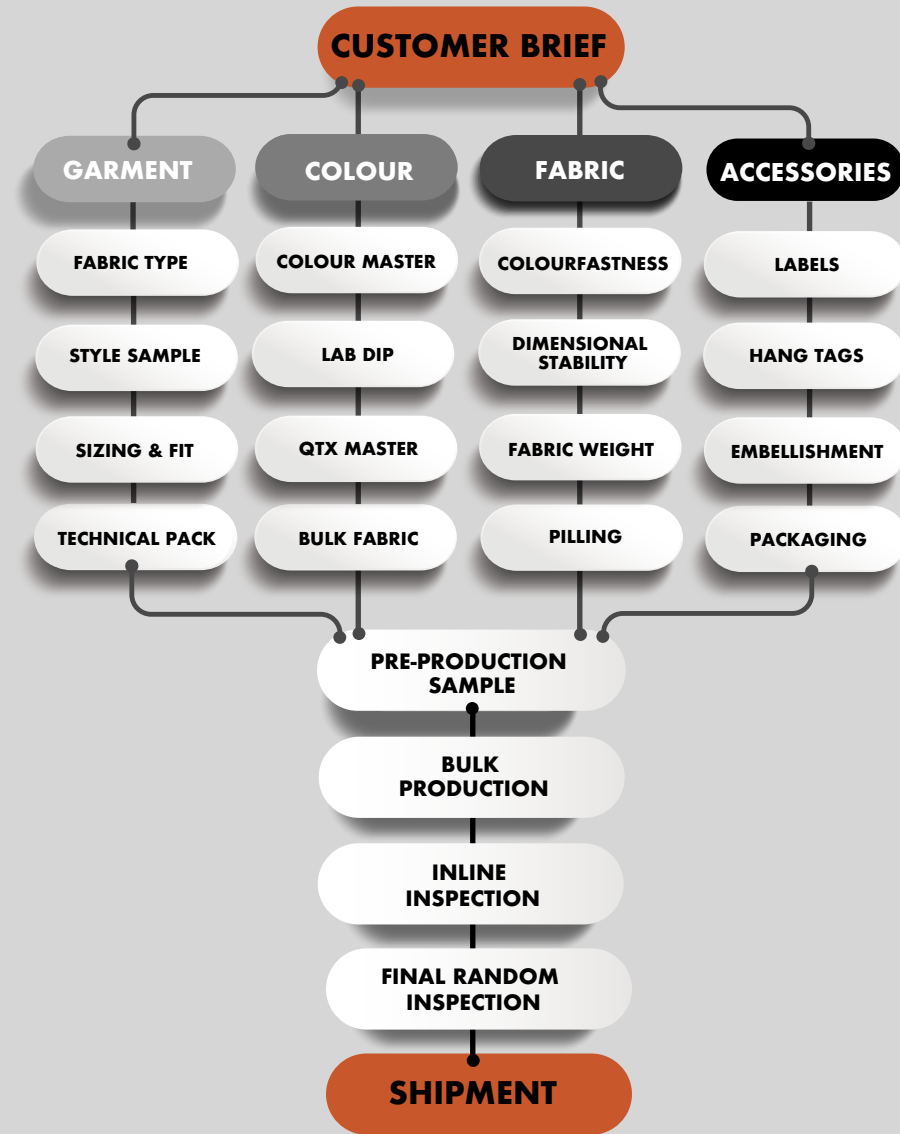 CUSTOMER BRIEF
GARMENT
COLOUR
FABRIC
ACCESSORIES
FABRIC TYPE
COLOUR MASTER
COLOURFASTNESS
LABELS
STYLE SAMPLE
LAB DIP
DIMENSIONAL
STABILITY
HANG TAGS
SIZING & FIT
QTX MASTER
FABRIC WEIGHT
EMBELLISHMENT
TECHNICAL PACK
BULK FABRIC
PILLING
PACKAGING
PRE-PRODUCTION
SAMPLE
BULK
PRODUCTION
INLINE
INSPECTION
FINAL RANDOM
INSPECTION
SHIPMENT